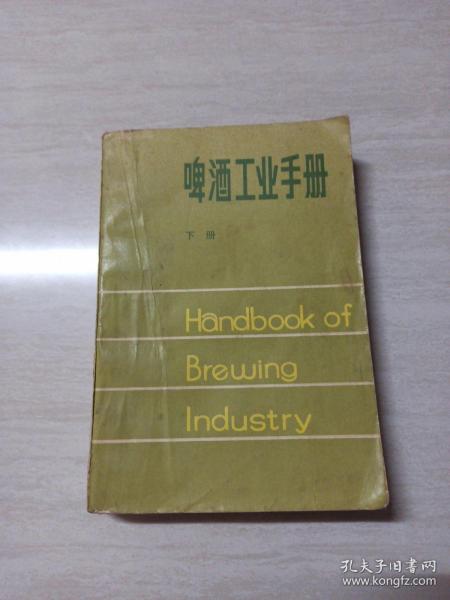 啤酒工业手册
下册
Handbook of
Brewing
Industry
孔夫子旧书网
www.kongfz.com